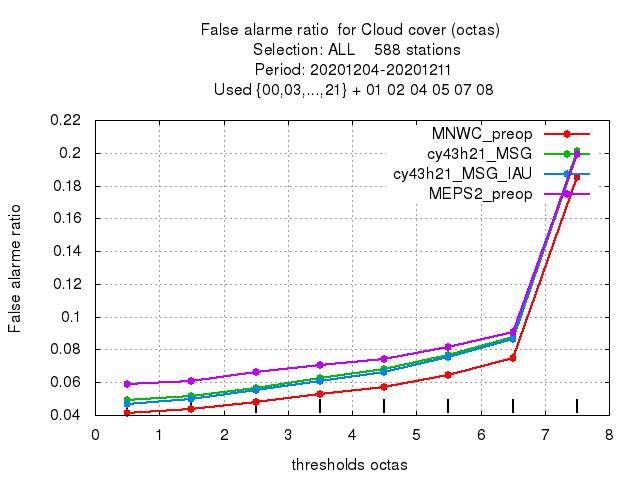 False alarme ratio  for Cloud cover (octas)
Selection: ALL    588 stations
Period: 20201204-20201211
Used {00,03,...,21} + 01 02 04 05 07 08
0.22
0.2
0.18
0.16
0.14
0.12
0.1
0.08
0.06
0.04
False alarme ratio
MNWC_preop
cy43h21_MSG
cy43h21_MSG_IAU
MEPS2_preop
0 1 2 3 4 5 6 7 8
thresholds octas